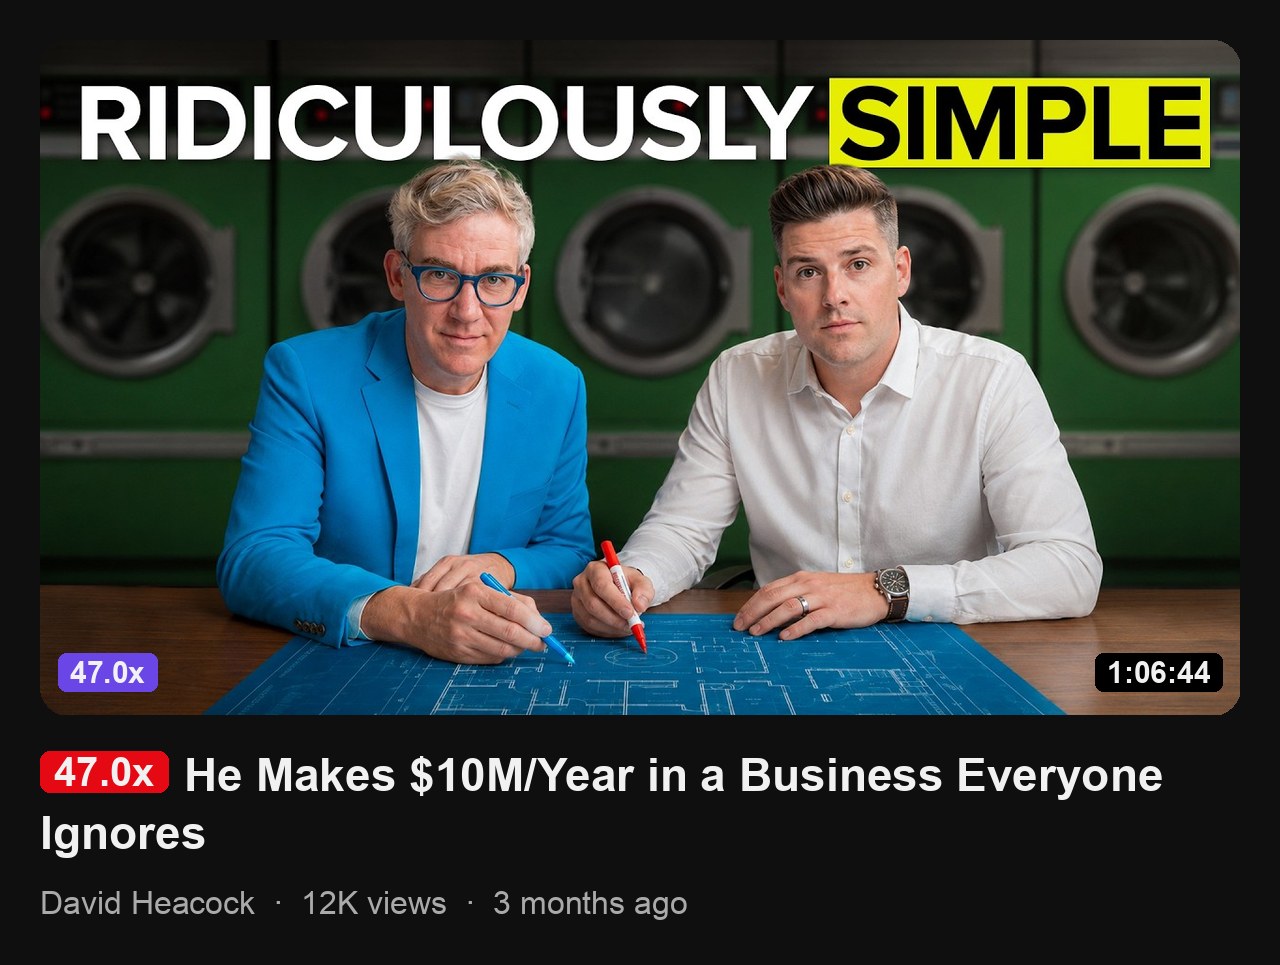 RIDICULOUSLY SIMPLE
47.0x
1:06:44
47.0x He Makes $10M/Year in a Business Everyone
Ignores
David Heacock · 12K views · 3 months ago